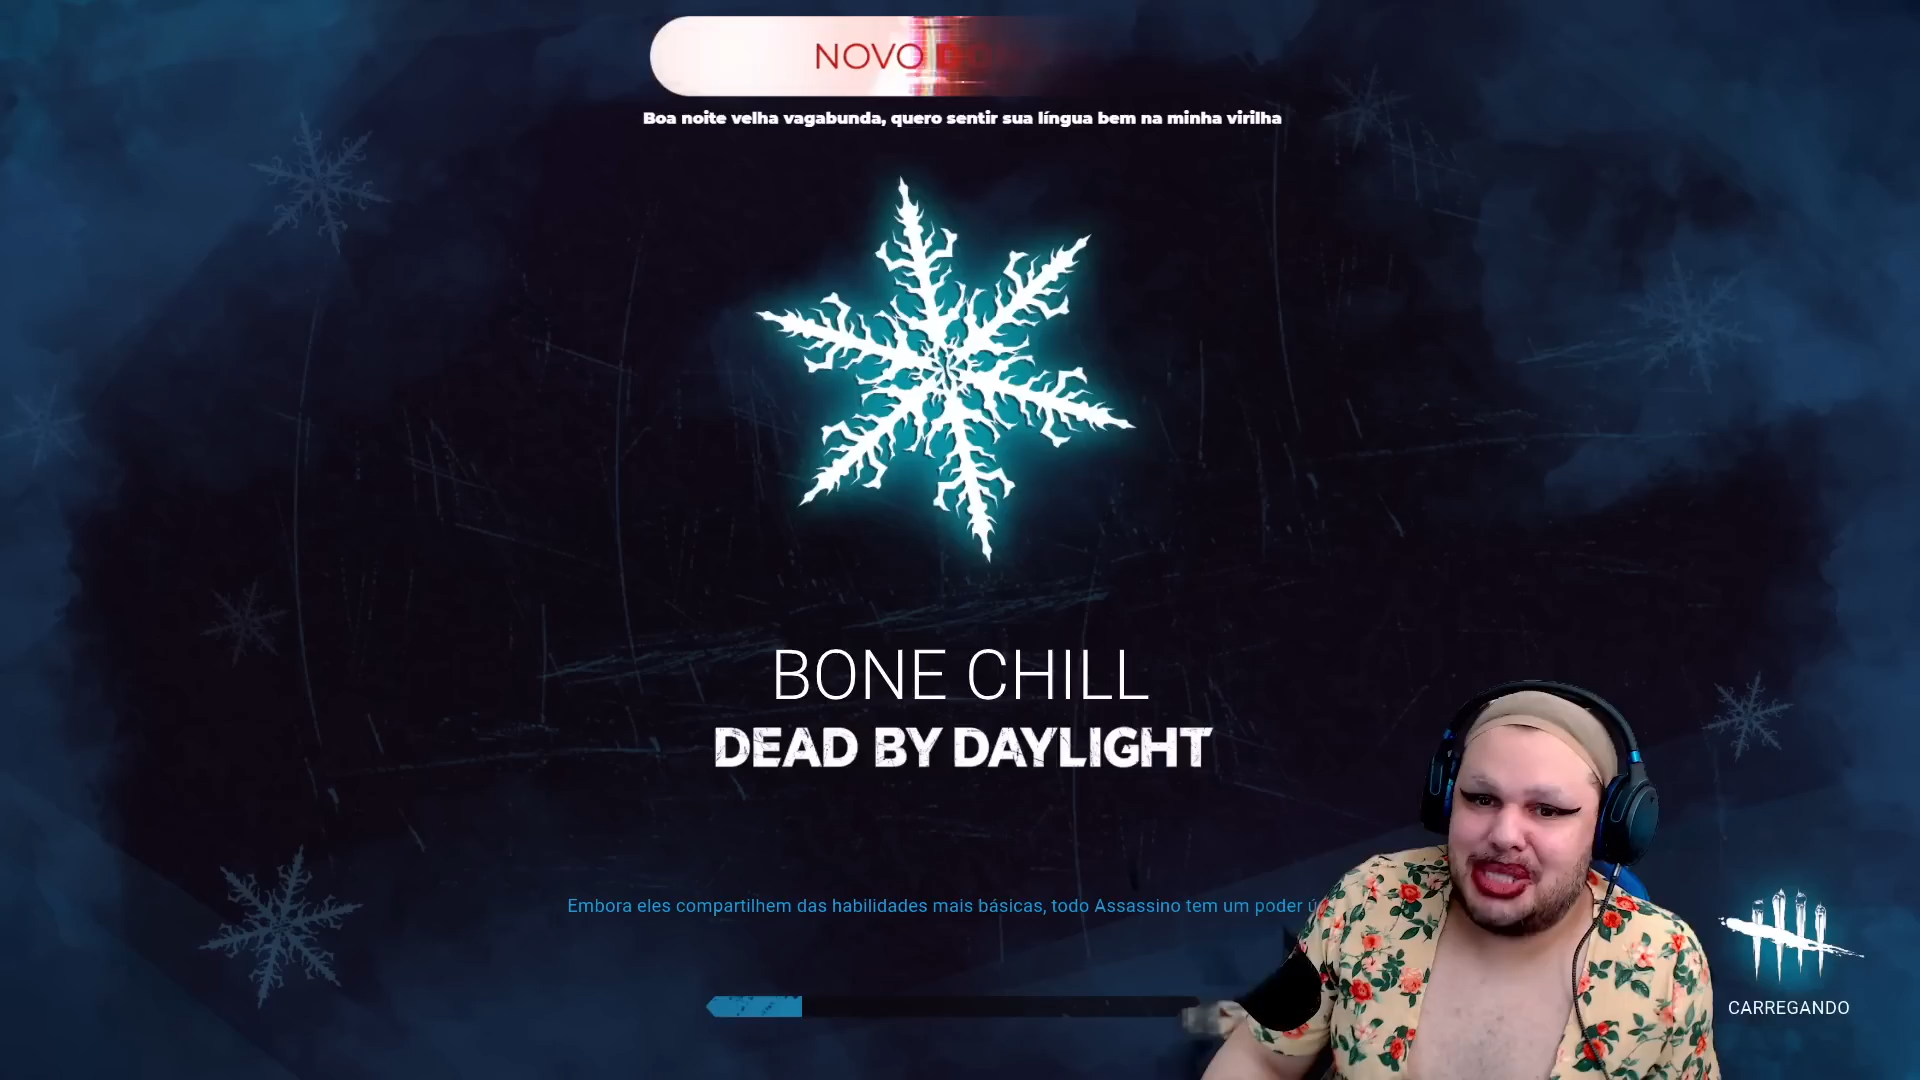 NOVO
Boa noite velha vagabunda, quero sentir sua língua bem na minha virilha
BONE CHILL
DEAD BY DAYLIGHT
Embora eles compartilhem das habilidades mais básicas, todo Assassino tem um poder
CARREGANDO